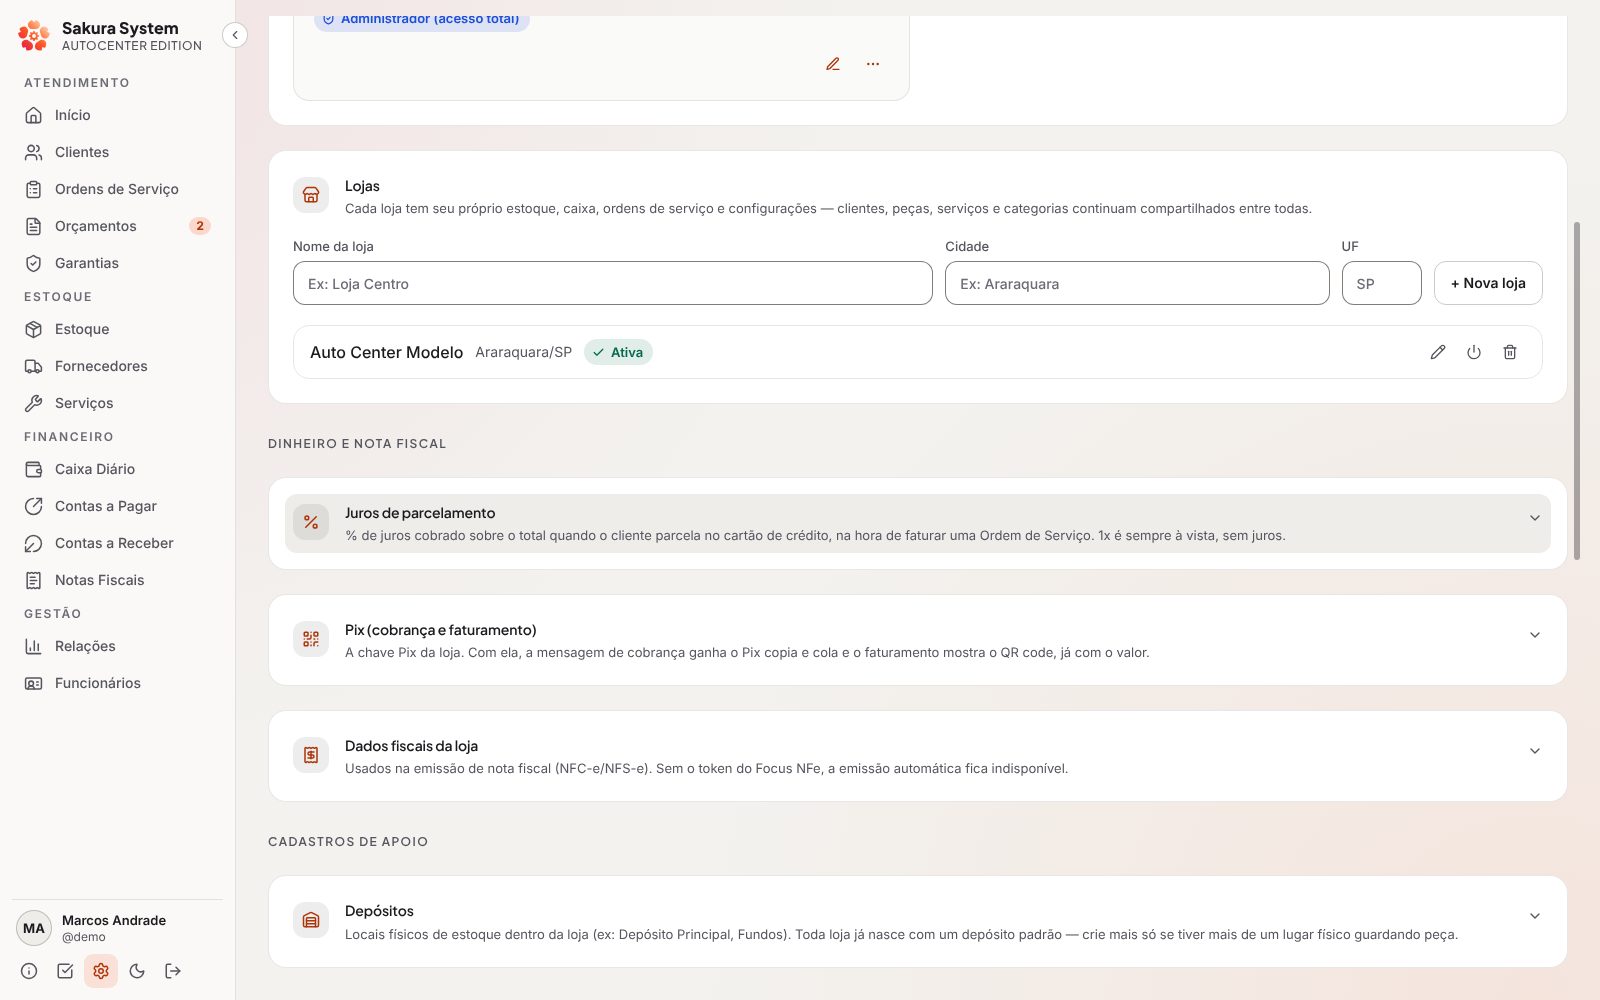 Sakura System
AUTOCENTER EDITION
ATENDIMENTO
Início
Clientes
Ordens de Serviço
Orçamentos 2
Garantias
ESTOQUE
Estoque
Fornecedores
Serviços
FINANCEIRO
Caixa Diário
Contas a Pagar
Contas a Receber
Notas Fiscais
GESTÃO
Relações
Funcionários
MA
Marcos Andrade
@demo
Administrador (acesso total)
Lojas
Cada loja tem seu próprio estoque, caixa, ordens de serviço e configurações — clientes, peças, serviços e categorias continuam compartilhados entre todas.
Nome da loja Cidade UF
Ex: Loja Centro Ex: Araraquara SP + Nova loja
Auto Center Modelo Araraquara/SP Ativa
DINHEIRO E NOTA FISCAL
Juros de parcelamento
% de juros cobrado sobre o total quando o cliente parcela no cartão de crédito, na hora de faturar uma Ordem de Serviço. 1x é sempre à vista, sem juros.
Pix (cobrança e faturamento)
A chave Pix da loja. Com ela, a mensagem de cobrança ganha o Pix copia e cola e o faturamento mostra o QR code, já com o valor.
Dados fiscais da loja
Usados na emissão de nota fiscal (NFC-e/NFS-e). Sem o token do Focus NFe, a emissão automática fica indisponível.
CADASTROS DE APOIO
Depósitos
Locais físicos de estoque dentro da loja (ex: Depósito Principal, Fundos). Toda loja já nasce com um depósito padrão — crie mais só se tiver mais de um lugar físico guardando peça.